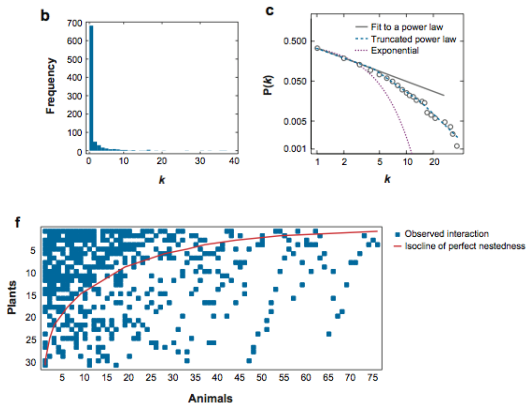 b
700
600
500
400
300
200
100
0
Frequency
0 10 20 30 40
k
c
Fit to a power law
Truncated power law
Exponential
0.500
0.050
0.005
0.001
P(k)
1 2 5 10 20
k
f
Observed interaction
Isocline of perfect nestedness
5
10
15
20
25
30
Plants
5 10 15 20 25 30 35 40 45 50 55 60 65 70 75
Animals